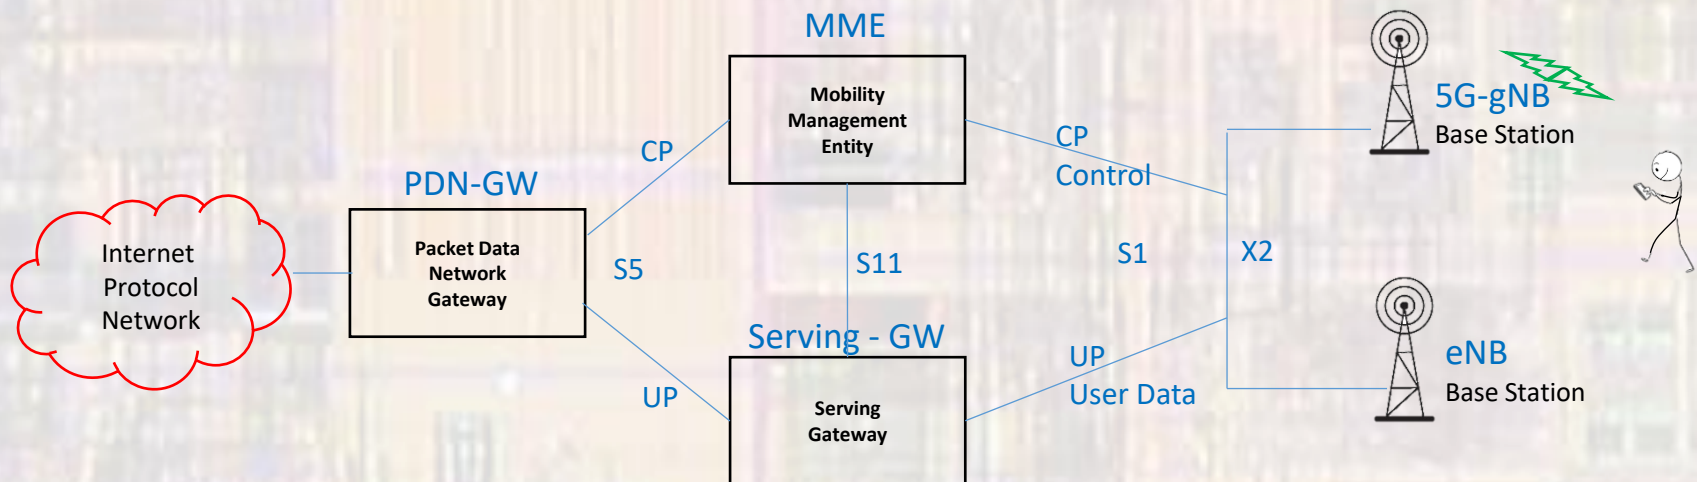 MME
Mobility
Management
Entity
5G-gNB
Base Station
CP
CP
Control
PDN-GW
Packet Data
Network
Gateway
Internet
Protocol
Network
S5
S11
S1
X2
Serving - GW
Serving
Gateway
UP
UP
User Data
eNB
Base Station